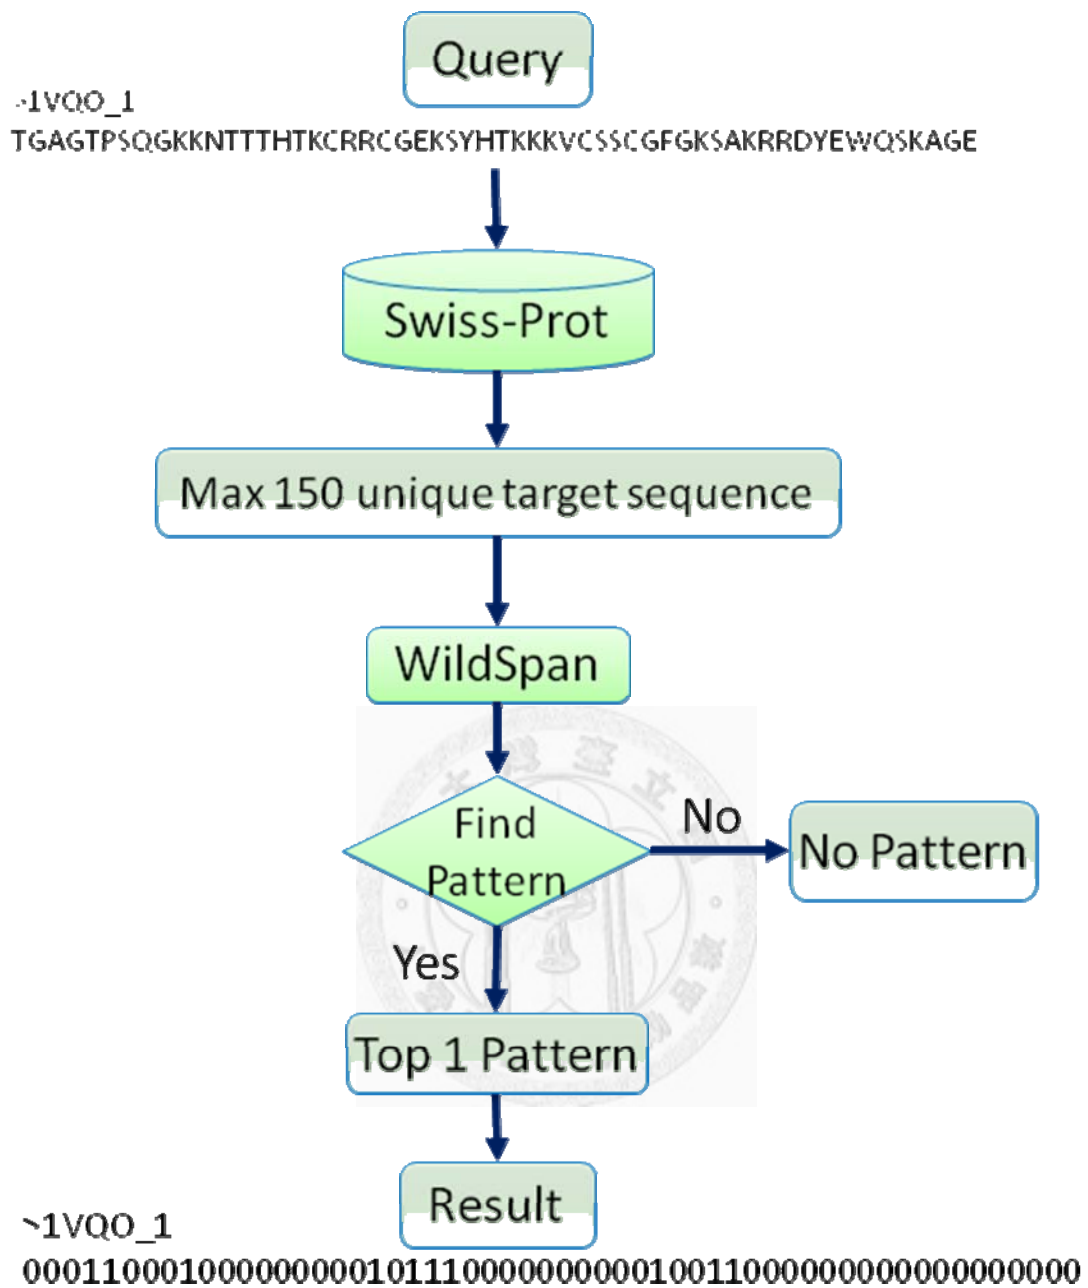 Query
>1VQO_1
TGAGTPSQGKKNTTTHTKCRRCGEKSYHTKKKVCSSCGFGKSAKRRDYEWQSKAGE
Swiss-Prot
Max 150 unique target sequence
WildSpan
Find
Pattern
No
No Pattern
Yes
Top 1 Pattern
Result
>1VQO_1
00011000100000000010111000000000010011000000000000000000